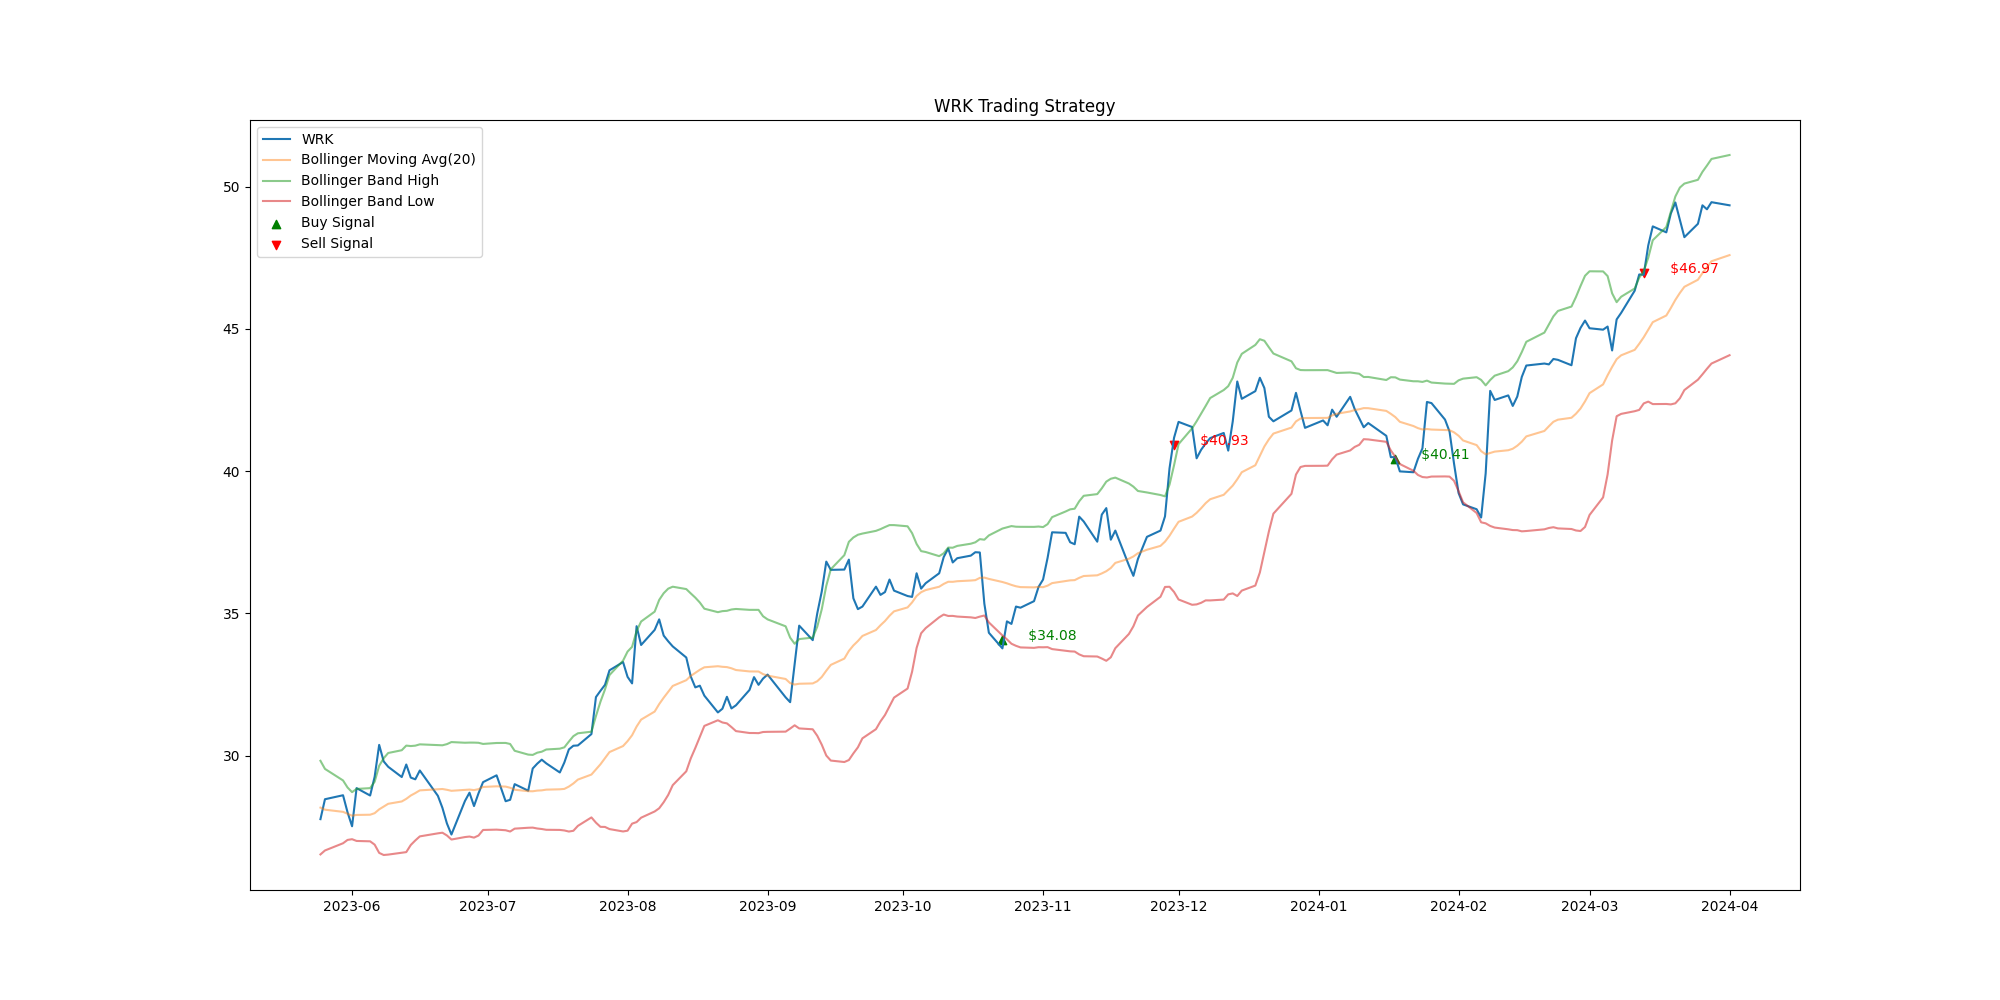 WRK Trading Strategy
WRK
Bollinger Moving Avg(20)
Bollinger Band High
Bollinger Band Low
Buy Signal
Sell Signal
50
45
40
35
30
$46.97
$40.93
$40.41
$34.08
2023-06 2023-07 2023-08 2023-09 2023-10 2023-11 2023-12 2024-01 2024-02 2024-03 2024-04